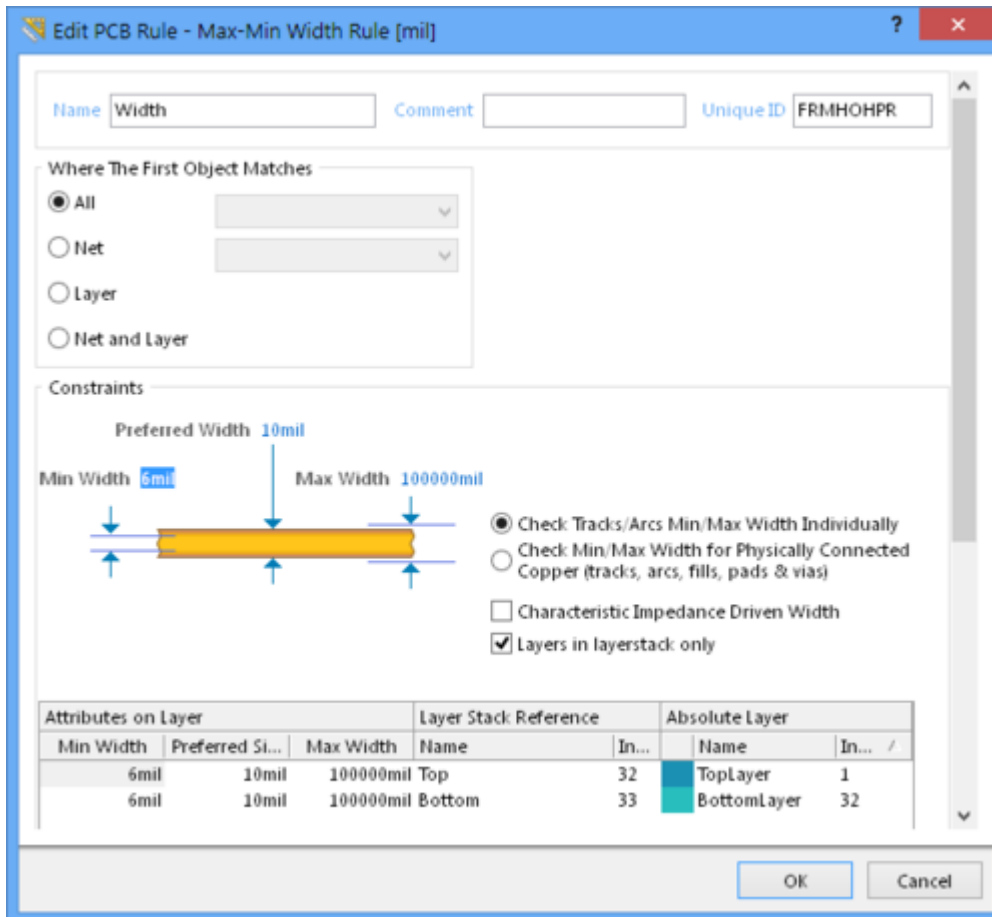 Edit PCB Rule - Max-Min Width Rule [mil] ?
Name Width Comment Unique ID FRMHOHPR
Where The First Object Matches
All
Net
Layer
Net and Layer
Constraints
Preferred Width 10mil
Min Width 6mil Max Width 100000mil
Check Tracks/Arcs Min/Max Width Individually
Check Min/Max Width for Physically Connected
Copper (tracks, arcs, fills, pads & vias)
Characteristic Impedance Driven Width
Layers in layerstack only
Attributes on Layer Layer Stack Reference Absolute Layer
Min Width Preferred Si... Max Width Name In... Name In...
6mil 10mil 100000mil Top 32 TopLayer 1
6mil 10mil 100000mil Bottom 33 BottomLayer 32
OK Cancel